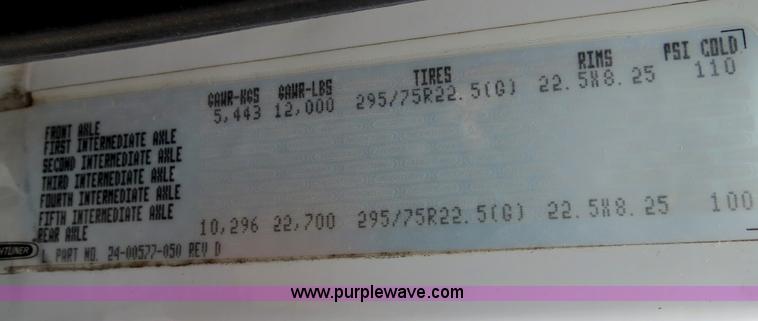 GAWR-KGS GAWR-LBS TIRES RIMS PSI COLD
FRONT AXLE 5,443 12,000 295/75R22.5(G) 22.5X8.25 110
FIRST INTERMEDIATE AXLE
SECOND INTERMEDIATE AXLE
THIRD INTERMEDIATE AXLE
FOURTH INTERMEDIATE AXLE
FIFTH INTERMEDIATE AXLE
REAR AXLE 10,296 22,700 295/75R22.5(G) 22.5X8.25 100
L PART NO. 24-00577-050 REV D
www.purplewave.com